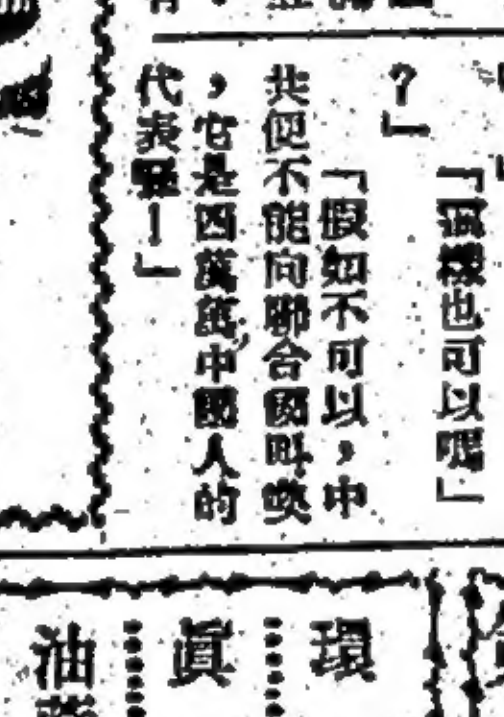 「這樣也可以嗎」
？」
「假如不可以，中
共便不能向聯合國叫喚
，它是四萬萬中國人的
代表喔！」
環
眞
油